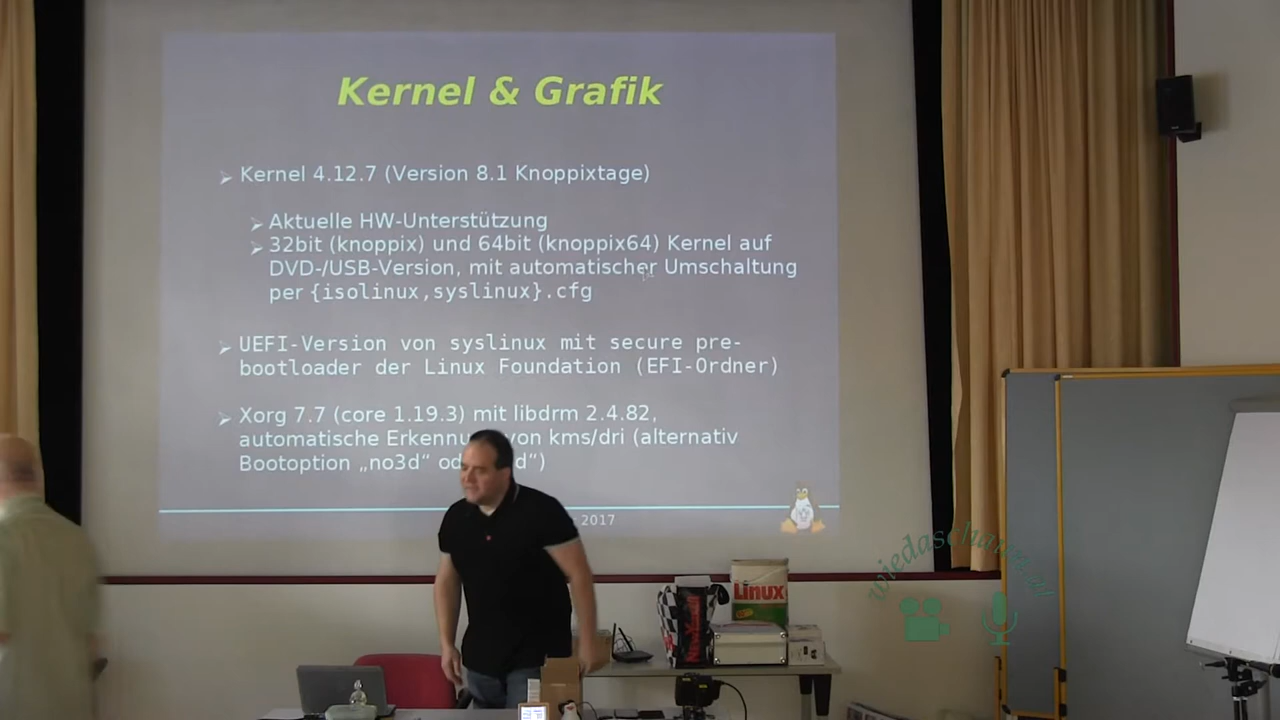 Kernel & Grafik
Kernel 4.12.7 (Version 8.1 Knoppixtage)
Aktuelle HW-Unterstützung
32bit (knoppix) und 64bit (knoppix64) Kernel auf
DVD-/USB-Version, mit automatischer Umschaltung
per {isolinux,syslinux}.cfg
UEFI-Version von syslinux mit secure pre-
bootloader der Linux Foundation (EFI-Ordner)
Xorg 7.7 (core 1.19.3) mit libdrm 2.4.82,
automatische Erkennung von kms/dri (alternativ
Bootoption „no3d“
2017
Linux